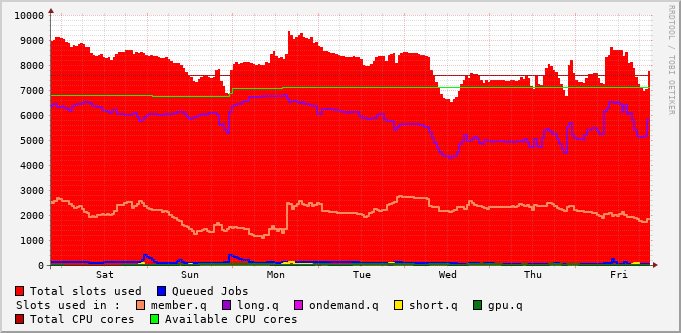 10000
9000
8000
7000
6000
5000
4000
3000
2000
1000
0
Sat Sun Mon Tue Wed Thu Fri
RRDTOOL / TOBI OETIKER
Total slots used Queued Jobs
Slots used in : member.q long.q ondemand.q short.q gpu.q
Total CPU cores Available CPU cores